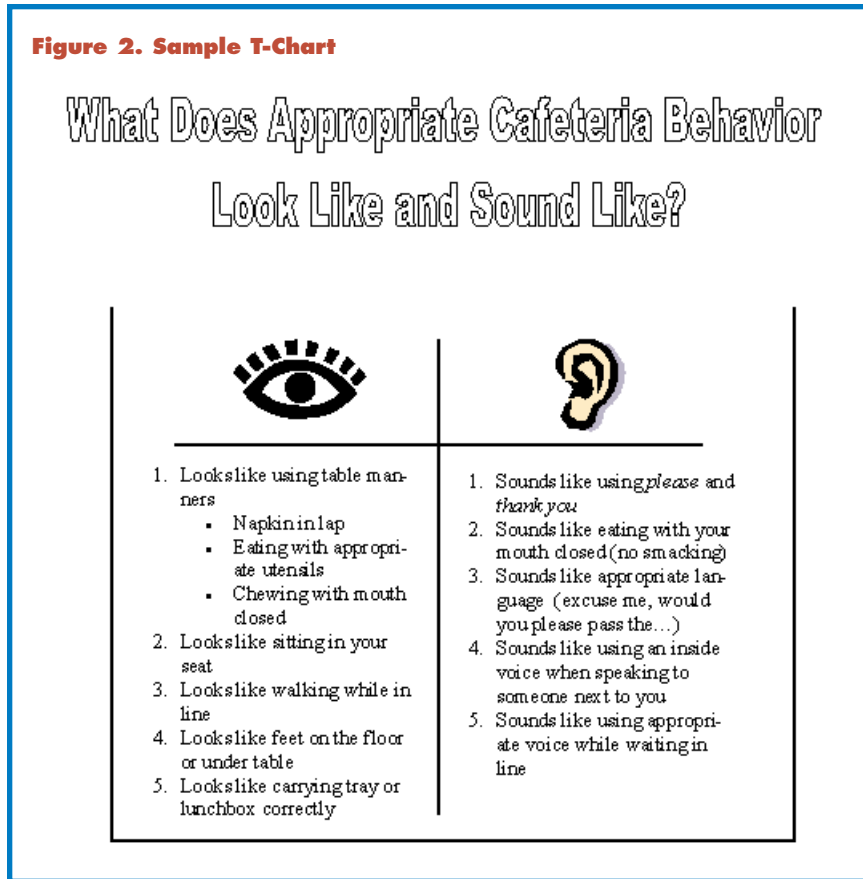 Figure 2. Sample T-Chart
What Does Appropriate Cafeteria Behavior
Look Like and Sound Like?
1. Looks like using table man-
ners
▪ Napkin in lap
▪ Eating with appropri-
ate utensils
▪ Chewing with mouth
closed
2. Looks like sitting in your
seat
3. Looks like walking while in
line
4. Looks like feet on the floor
or under table
5. Looks like carrying tray or
lunchbox correctly
1. Sounds like using please and
thank you
2. Sounds like eating with your
mouth closed (no smacking)
3. Sounds like appropriate lan-
guage (excuse me, would
you please pass the…)
4. Sounds like using an inside
voice when speaking to
someone next to you
5. Sounds like using appropri-
ate voice while waiting in
line